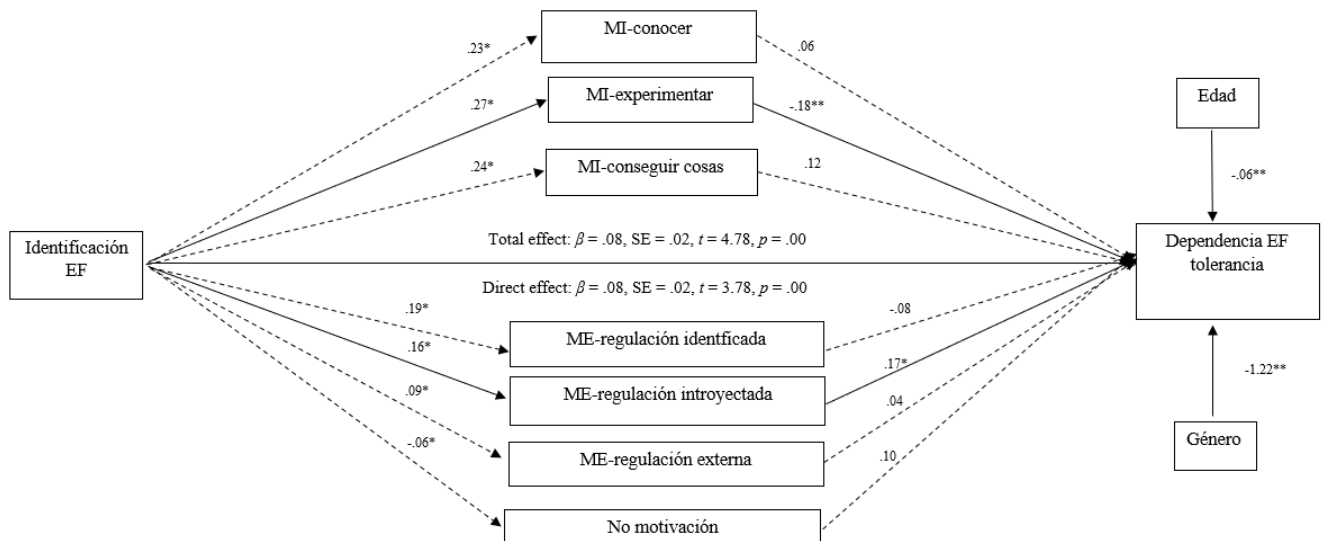 MI-conocer
.23*
.06
MI-experimentar
.27*
-.18**
Edad
MI-conseguir cosas
.24*
.12
-.06**
Identificación
EF
Total effect: β = .08, SE = .02, t = 4.78, p = .00
Dependencia EF
tolerancia
Direct effect: β = .08, SE = .02, t = 3.78, p = .00
.19*
-.08
ME-regulación identficada
.16*
.17*
ME-regulación introyectada
-1.22**
.09*
.04
Género
-.06*
ME-regulación externa
.10
No motivación